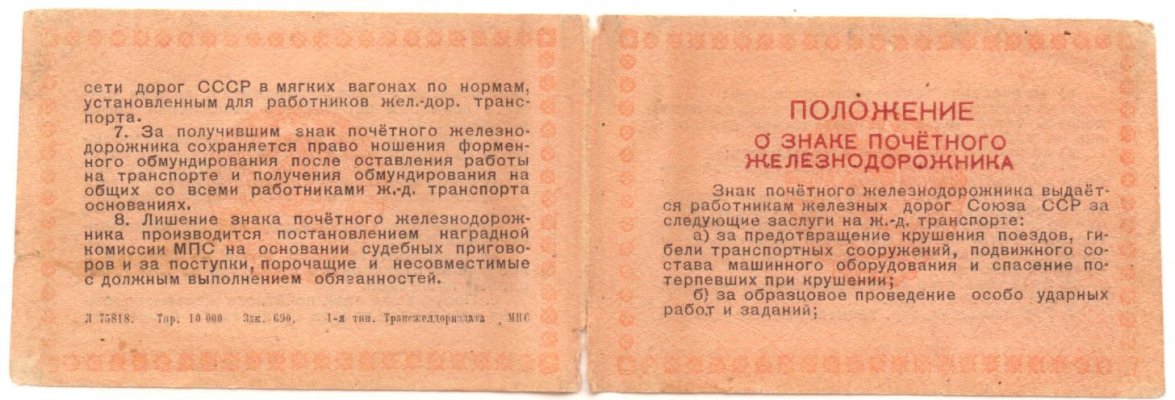 сети дорог СССР в мягких вагонах по нормам,
установленным для работников жел.-дор. транс-
порта.
7. За получившим знак почётного железно-
дорожника сохраняется право ношения формен-
ного обмундирования после оставления работы
на транспорте и получения обмундирования на
общих со всеми работниками ж.-д. транспорта
основаниях.
8. Лишение знака почётного железнодорож-
ника производится постановлением наградной
комиссии МПС на основании судебных пригово-
ров и за поступки, порочащие и несовместимые
с должным выполнением обязанностей.
Л 75818. Тир. 10 000 Зак. 690. 1-я тип. Трансжелдориздата МПС
ПОЛОЖЕНИЕ
О ЗНАКЕ ПОЧЁТНОГО
ЖЕЛЕЗНОДОРОЖНИКА
Знак почётного железнодорожника выдаёт-
ся работникам железных дорог Союза ССР за
следующие заслуги на ж.-д. транспорте:
а) за предотвращение крушения поездов, ги-
бели транспортных сооружений, подвижного со-
става машинного оборудования и спасение по-
терпевших при крушении;
б) за образцовое проведение особо ударных
работ и заданий;